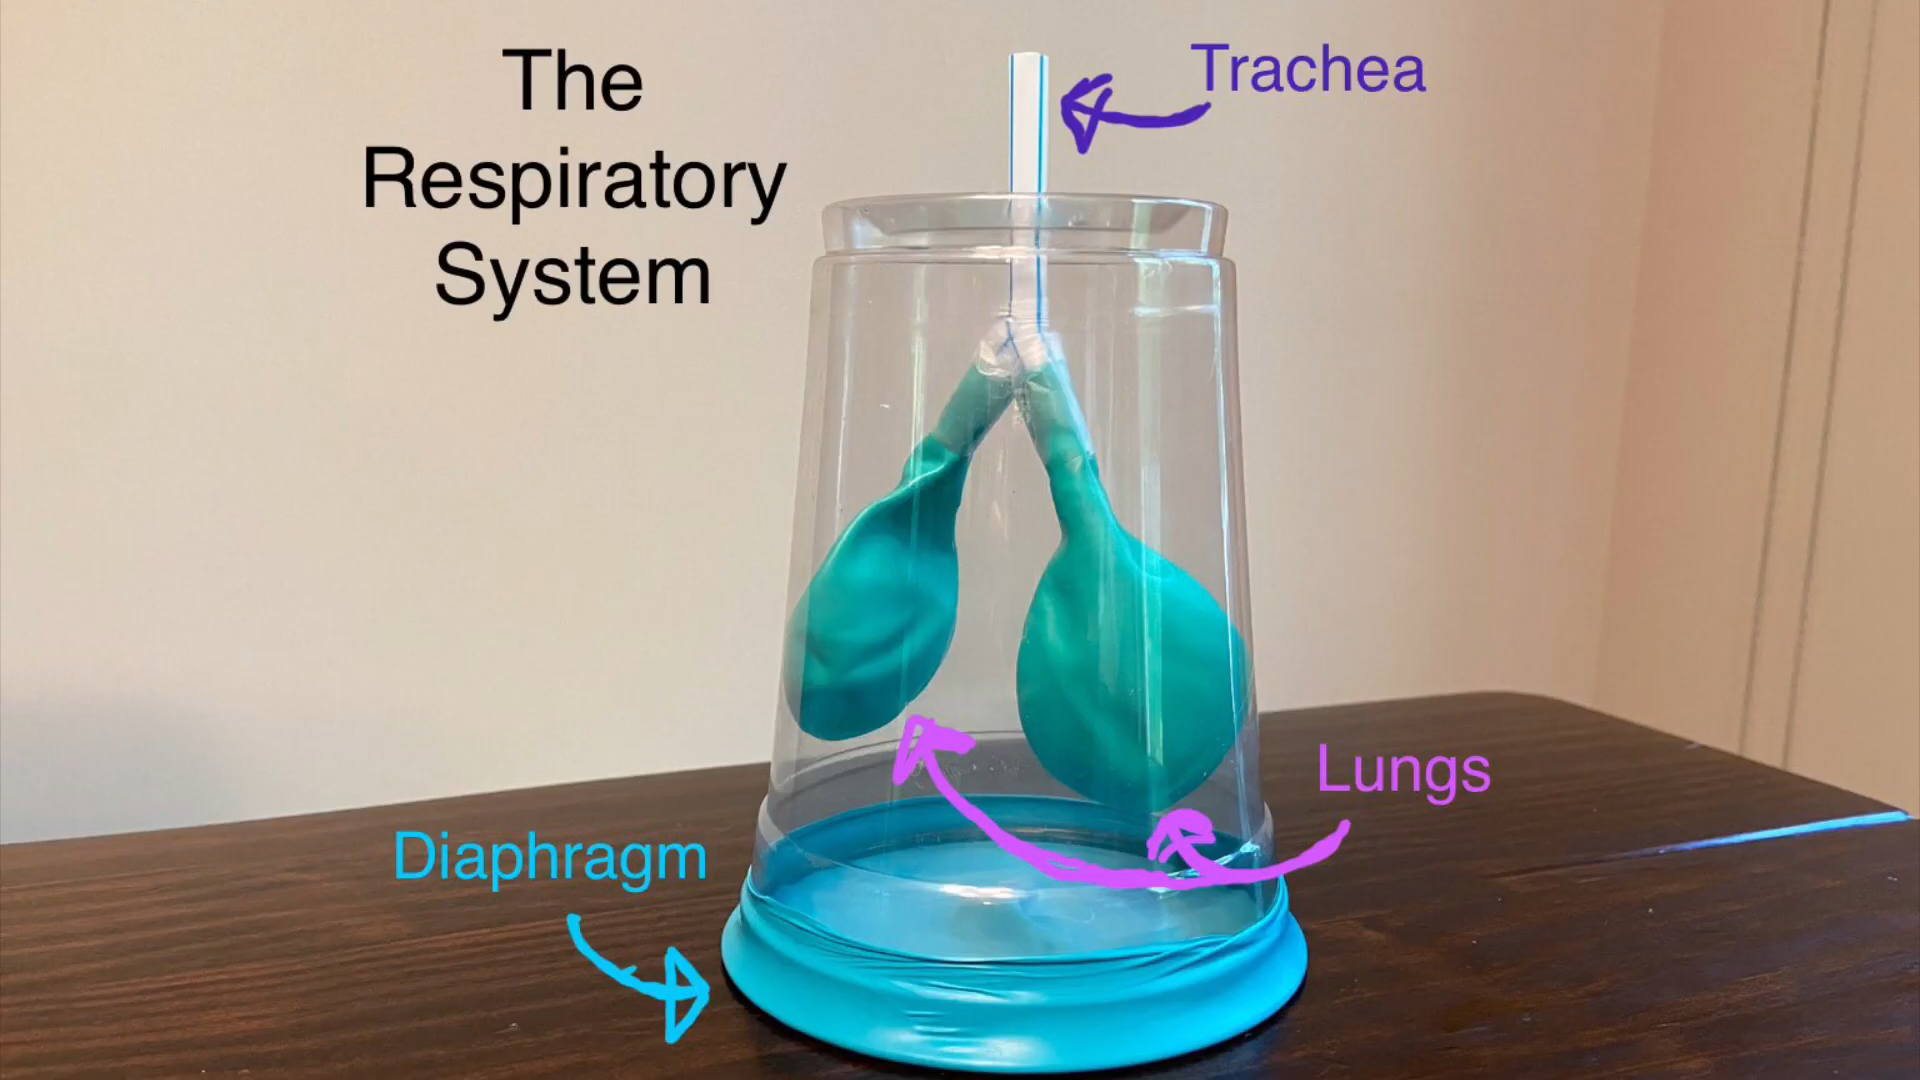 The
Respiratory
System
Trachea
Lungs
Diaphragm